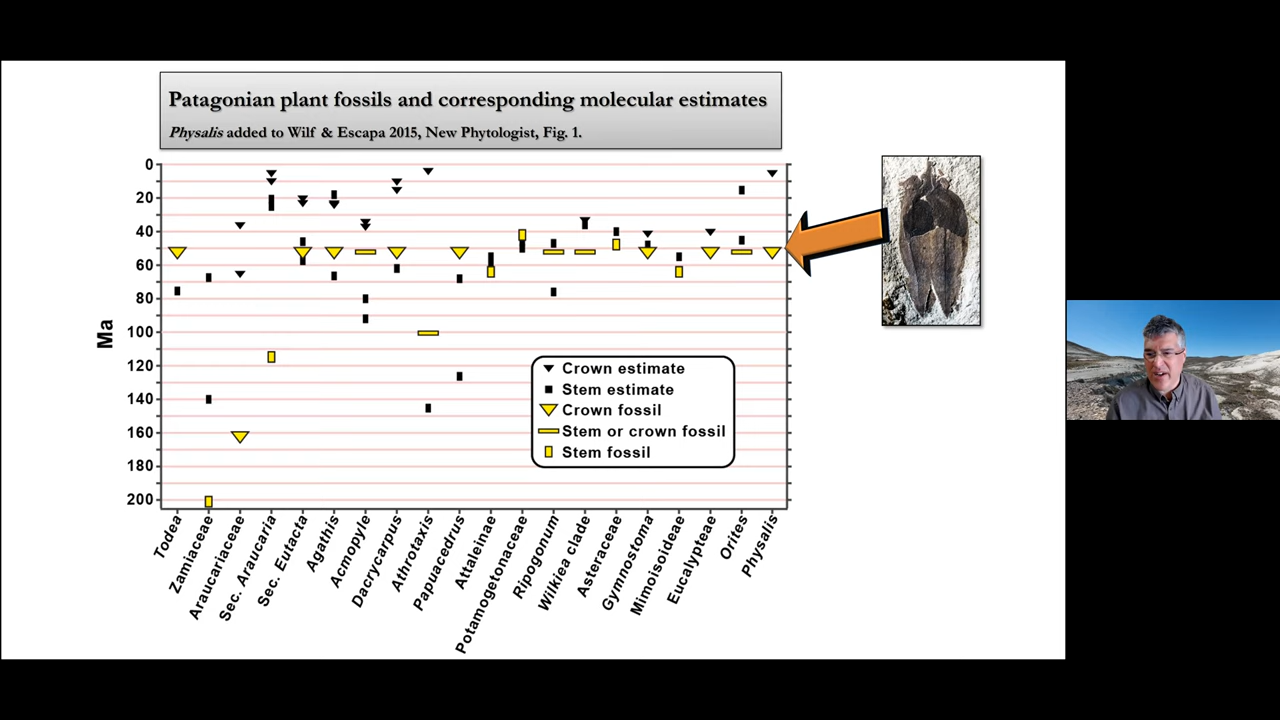 Patagonian plant fossils and corresponding molecular estimates
Physalis added to Wilf & Escapa 2015, New Phytologist, Fig. 1.
0
20
40
60
80
100
120
140
160
180
200
Ma
Crown estimate
Stem estimate
Crown fossil
Stem or crown fossil
Stem fossil
Todea
Zamiaceae
Araucariaceae
Sec. Araucaria
Sec. Eutacta
Agathis
Acmopyle
Dacrycarpus
Athrotaxis
Papuacedrus
Attaleinae
Potamogetonaceae
Ripogonum
Wilkiea clade
Asteraceae
Gymnostoma
Mimoisoideae
Eucalypteae
Orites
Physalis